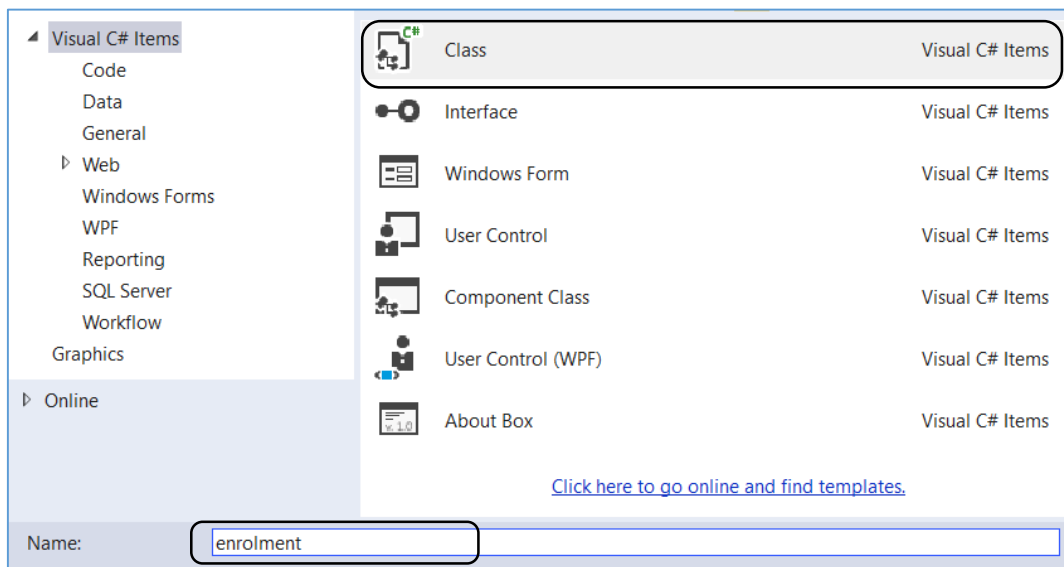 Visual C# Items
Code
Data
General
Web
Windows Forms
WPF
Reporting
SQL Server
Workflow
Graphics
Online
C#
Class Visual C# Items
Interface Visual C# Items
Windows Form Visual C# Items
User Control Visual C# Items
Component Class Visual C# Items
User Control (WPF) Visual C# Items
v. 1.0
About Box Visual C# Items
Click here to go online and find templates.
Name: enrolment